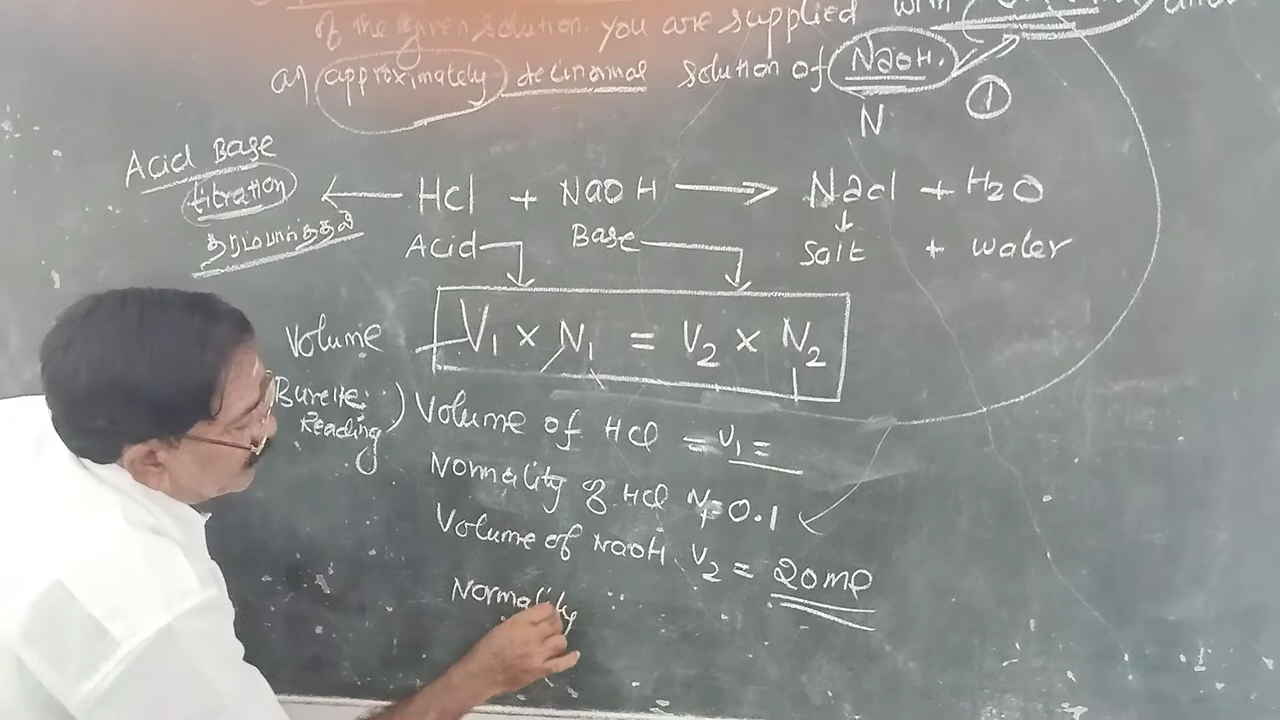 of the given solution. You are supplied with
an approximately decinormal solution of NaOH.
N 1
Acid Base
titration
HCl + NaOH → NaCl + H2O
தரம்பார்த்தல்
Acid Base Salt + water
V1 × N1 = V2 × N2
Volume
Burette Reading ) Volume of HCl = V1 =
Normality of HCl N1 = 0.1
Volume of NaOH V2 = 20ml
Normality